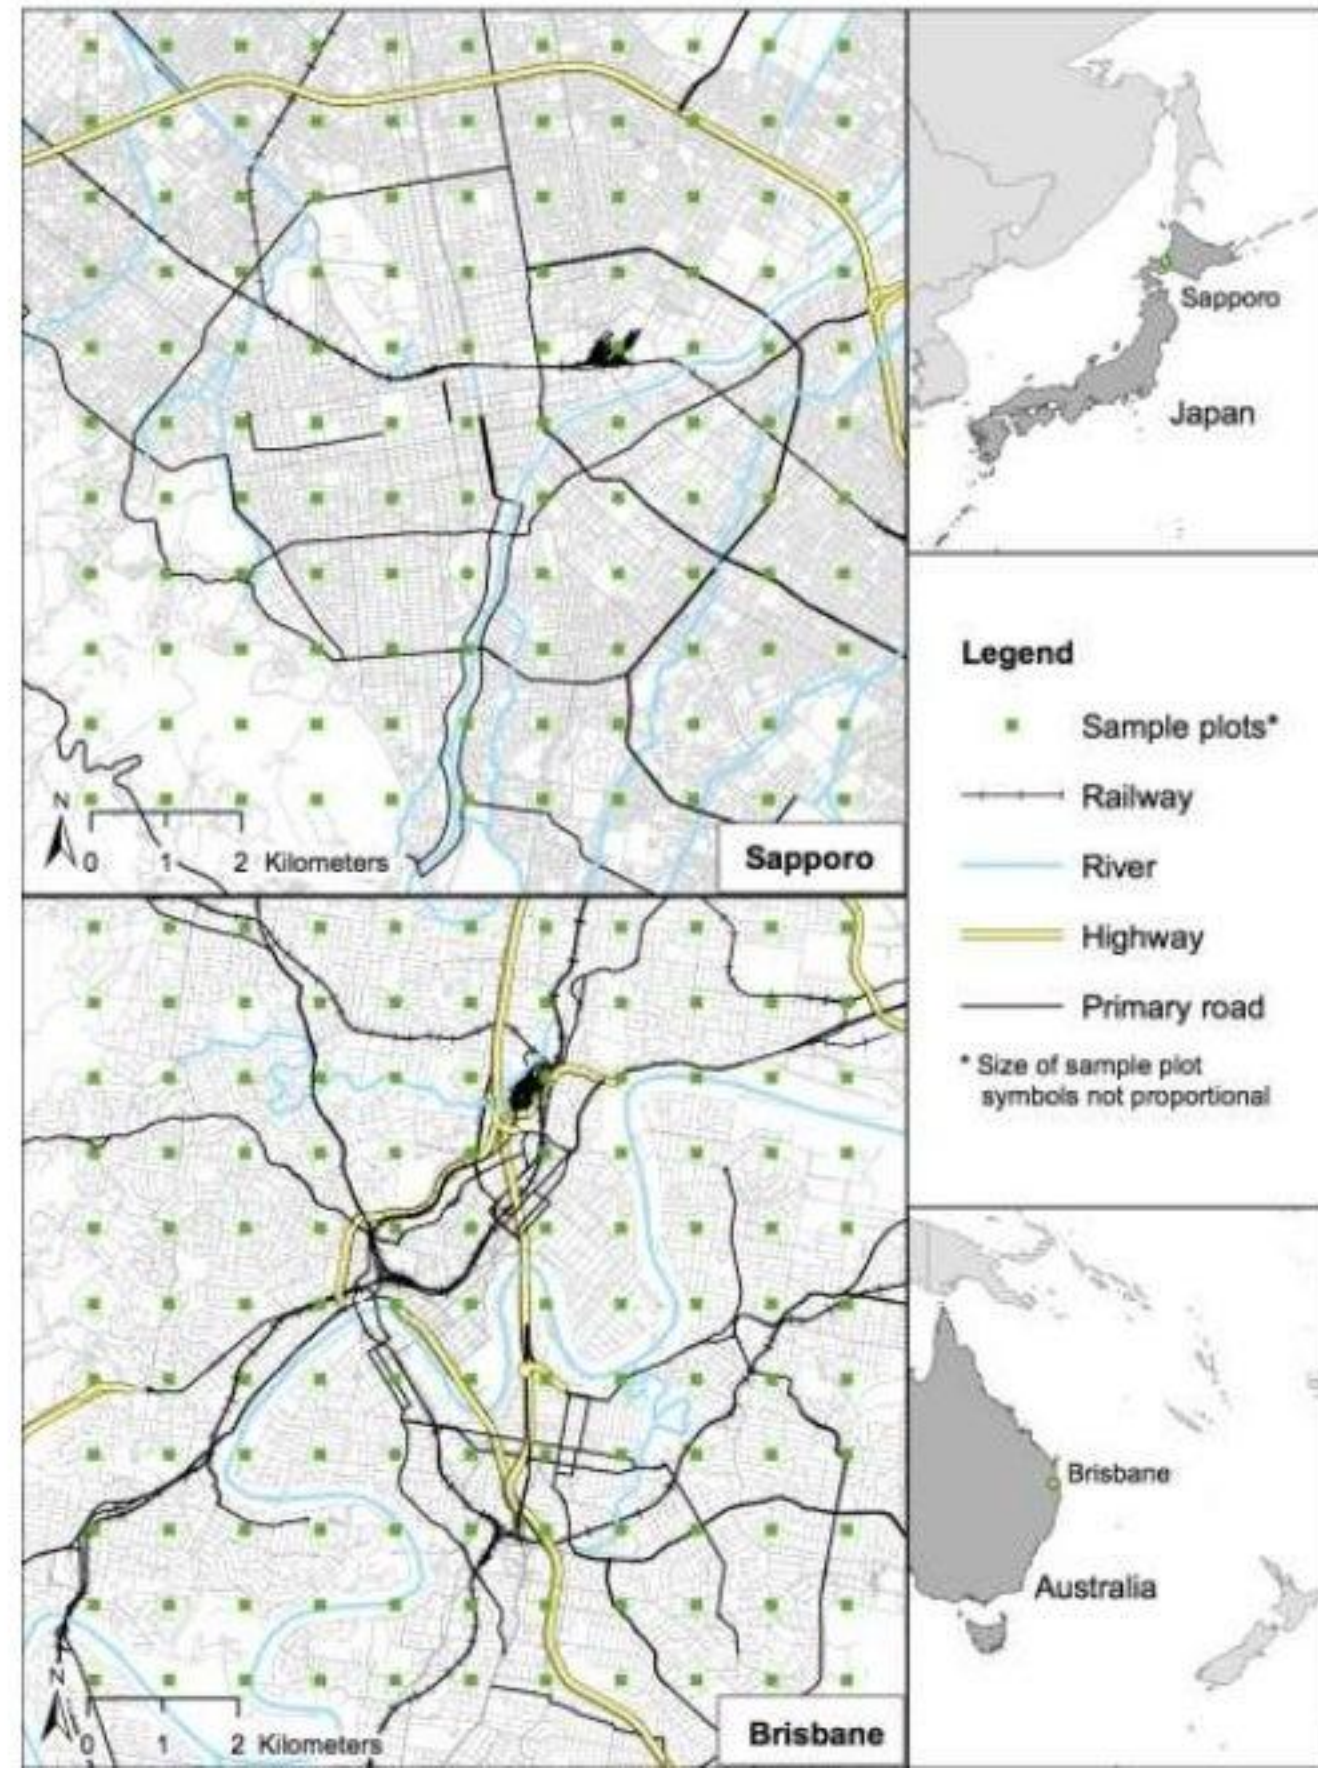 Sapporo
Japan
N
0 1 2 Kilometers
Sapporo
Legend
Sample plots*
Railway
River
Highway
Primary road
* Size of sample plot
symbols not proportional
Brisbane
Australia
N
0 1 2 Kilometers
Brisbane